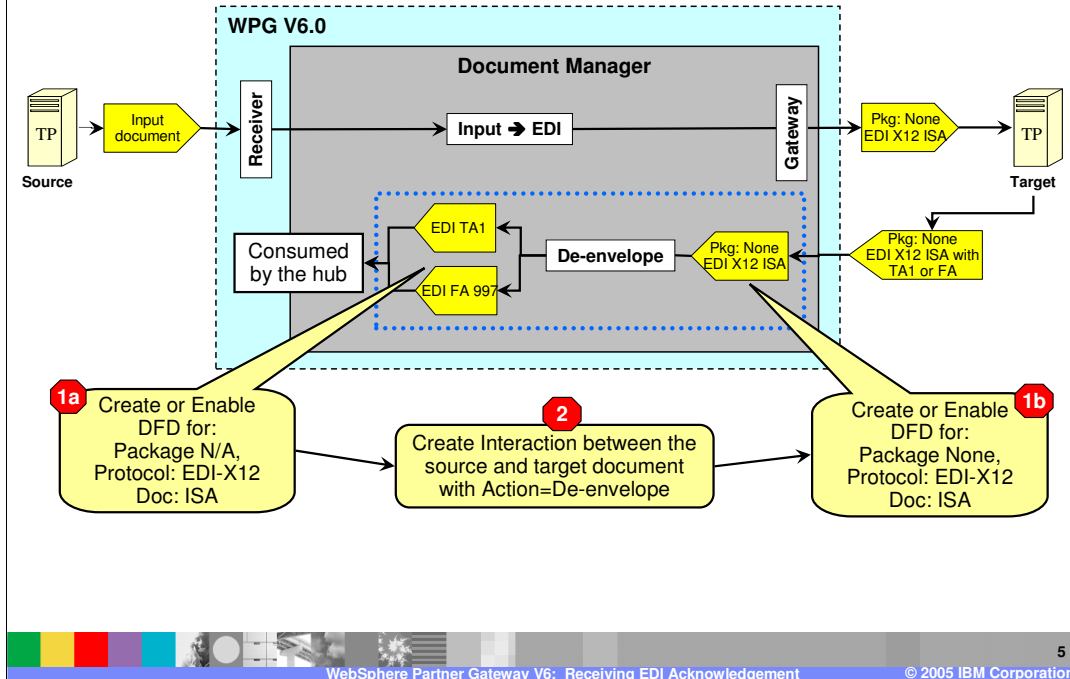 WPG V6.0
Document Manager
TP
Source
Input
document
Receiver
Input ➔ EDI
Gateway
Pkg: None
EDI X12 ISA
TP
Target
EDI TA1
Consumed
by the hub
De-envelope
Pkg: None
EDI X12 ISA
Pkg: None
EDI X12 ISA with
TA1 or FA
EDI FA 997
1a
Create or Enable
DFD for:
Package N/A,
Protocol: EDI-X12
Doc: ISA
2
Create Interaction between the
source and target document
with Action=De-envelope
1b
Create or Enable
DFD for:
Package None,
Protocol: EDI-X12
Doc: ISA
5
WebSphere Partner Gateway V6: Receiving EDI Acknowledgement
© 2005 IBM Corporation